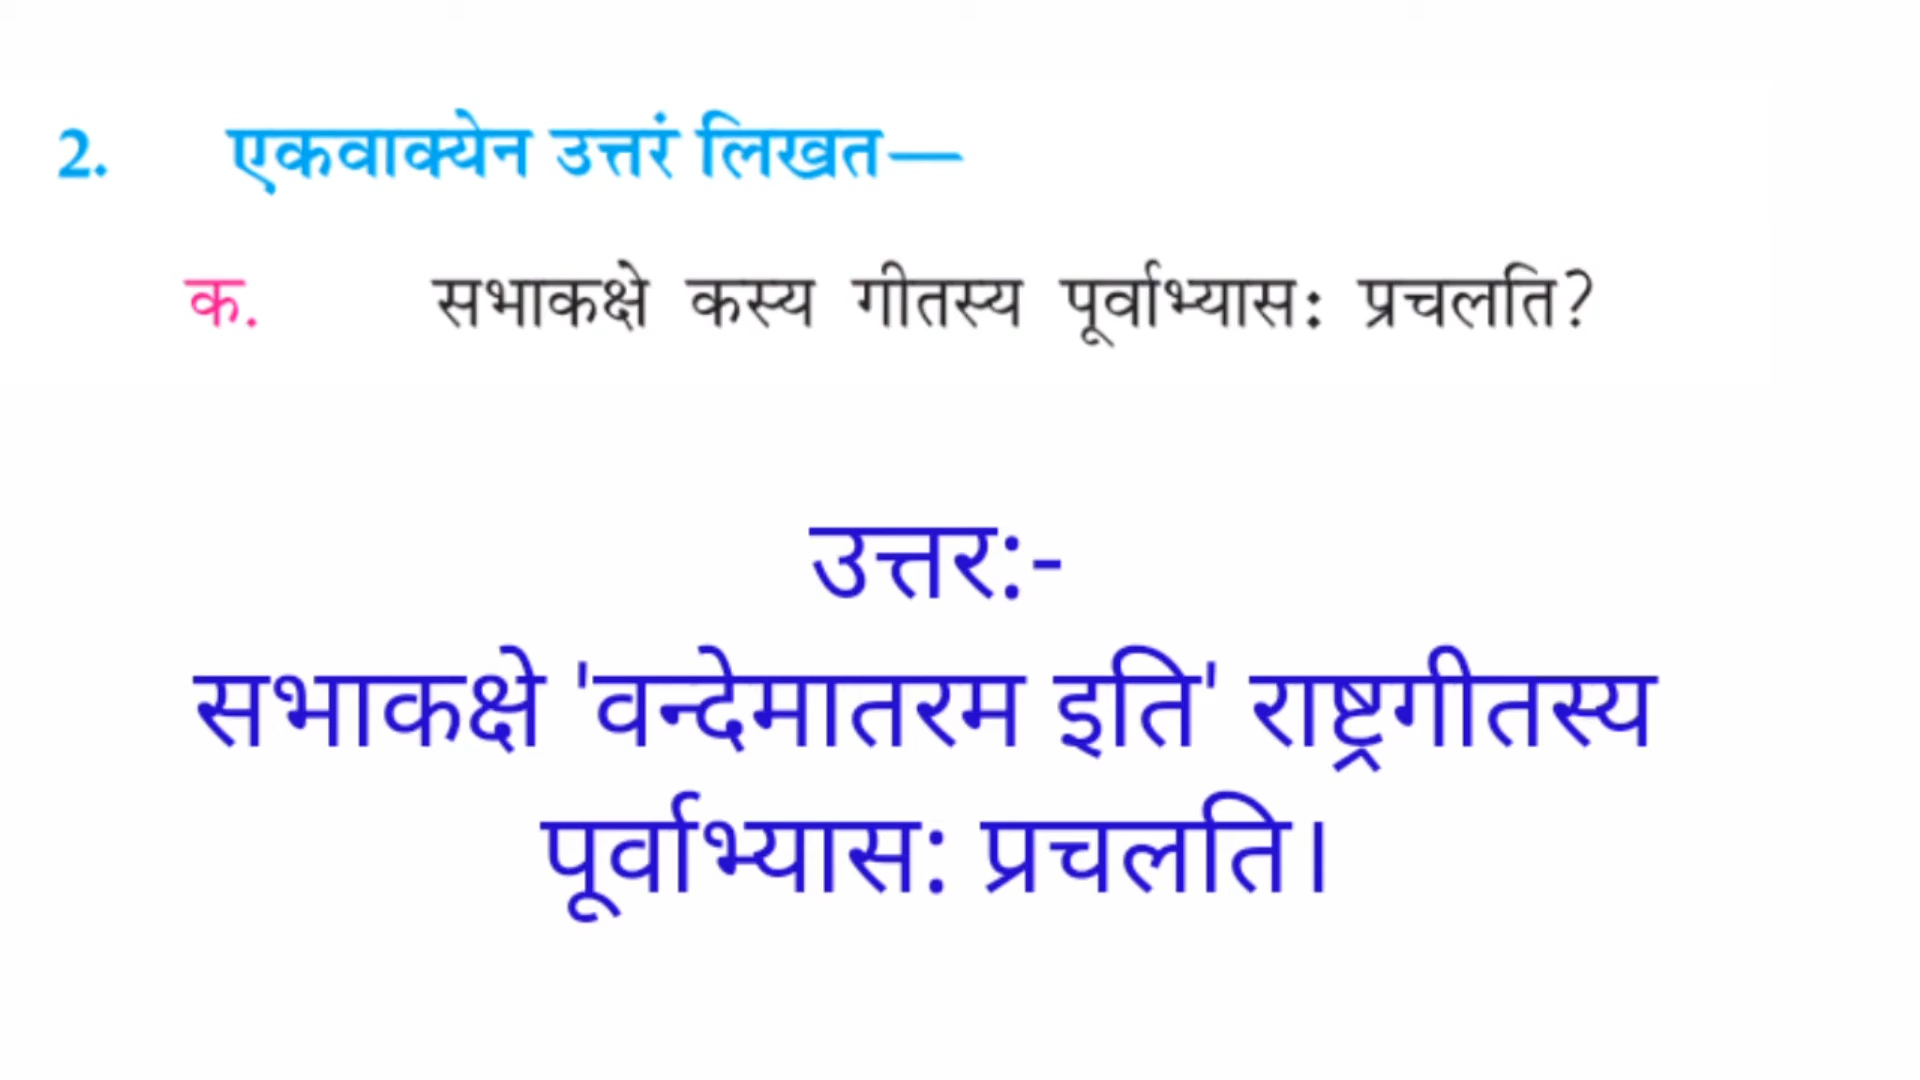 2. एकवाक्येन उत्तरं लिखत—
क. सभाकक्षे कस्य गीतस्य पूर्वाभ्यासः प्रचलति?
उत्तर:-
सभाकक्षे 'वन्देमातरम इति' राष्ट्रगीतस्य
पूर्वाभ्यास: प्रचलति।